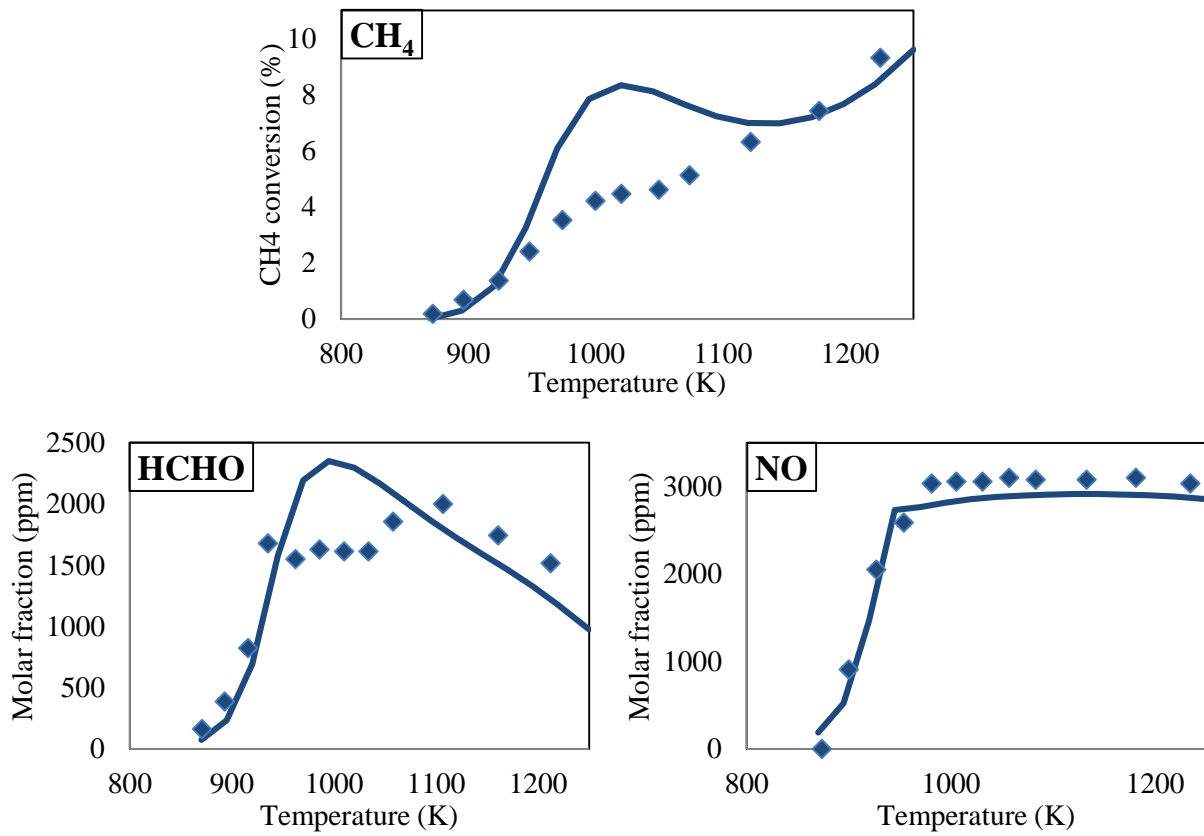 CH4
CH4 conversion (%)
10
8
6
4
2
0
800 900 1000 1100 1200
Temperature (K)
HCHO
Molar fraction (ppm)
2500
2000
1500
1000
500
0
800 900 1000 1100 1200
Temperature (K)
NO
Molar fraction (ppm)
3000
2000
1000
0
800 1000 1200
Temperature (K)